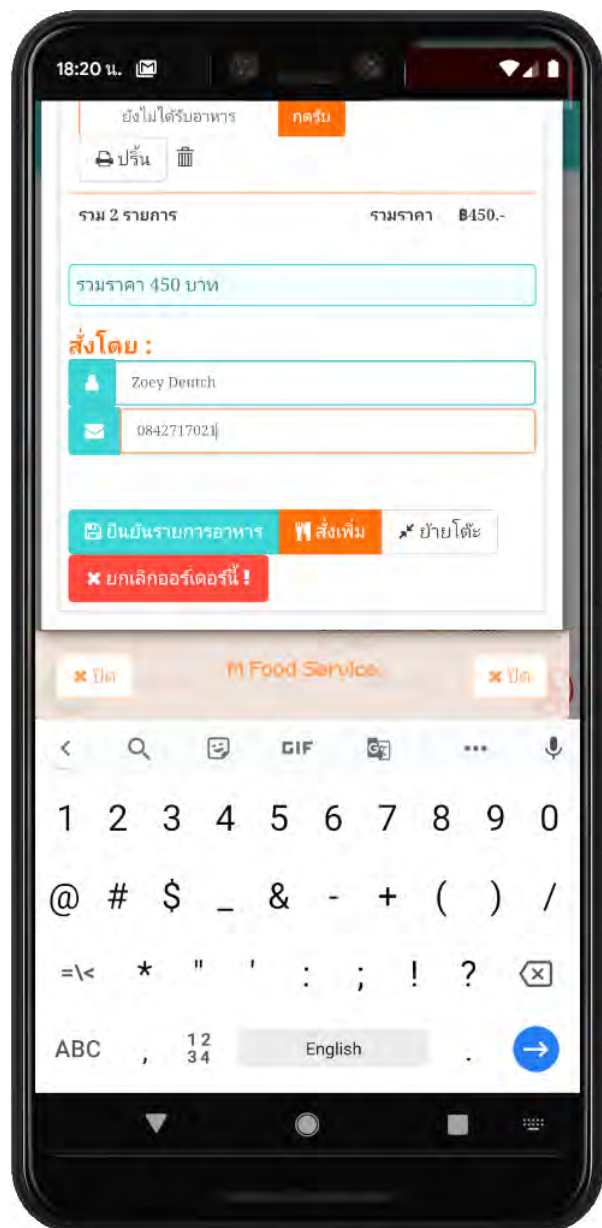 18:20 น.
ยังไม่ได้รับอาหาร กดรับ
ปริ้น
รวม 2 รายการ รวมราคา ฿450.-
รวมราคา 450 บาท
สั่งโดย :
Zoey Deutch
0842717021
ยืนยันรายการอาหาร สั่งเพิ่ม ย้ายโต๊ะ
ยกเลิกออร์เดอร์นี้ !
ปิด M Food Service. ปิด
GIF
1 2 3 4 5 6 7 8 9 0
@ # $ _ & - + ( ) /
=\< * " ' : ; ! ?
ABC , 1 2 3 4 English .